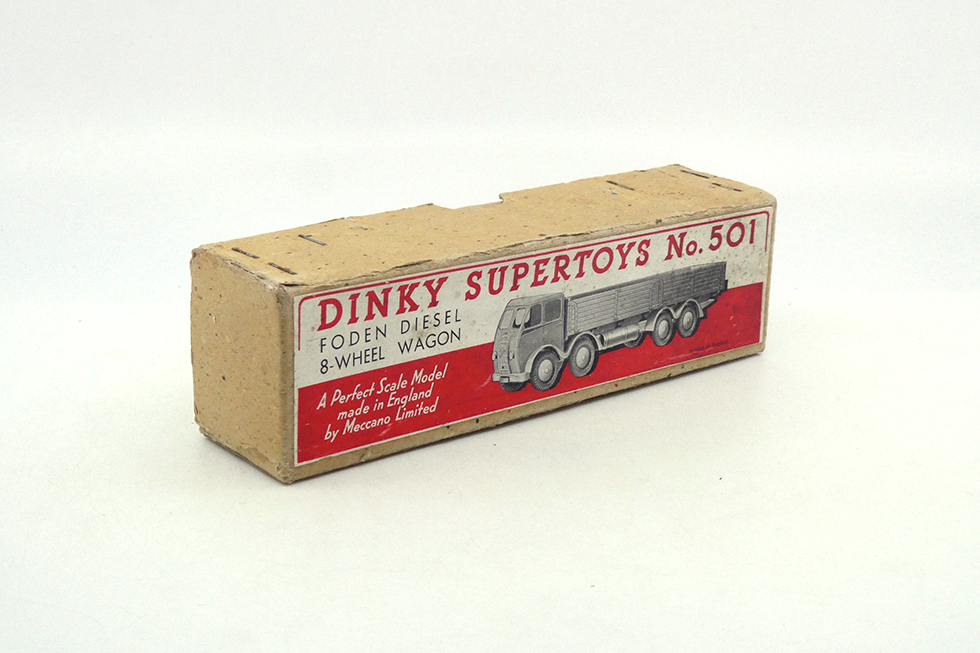 DINKY SUPERTOYS No. 501
FODEN DIESEL
8-WHEEL WAGON
A Perfect Scale Model
made in England
by Meccano Limited